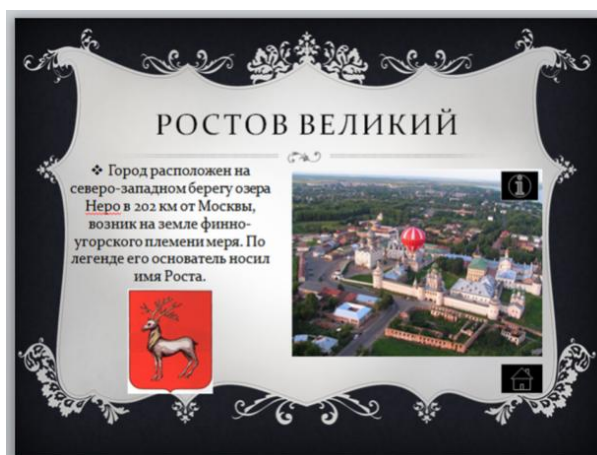 РОСТОВ ВЕЛИКИЙ
❖ Город расположен на
северо-западном берегу озера
Неро в 202 км от Москвы,
возник на земле финно-
угорского племени меря. По
легенде его основатель носил
имя Роста.